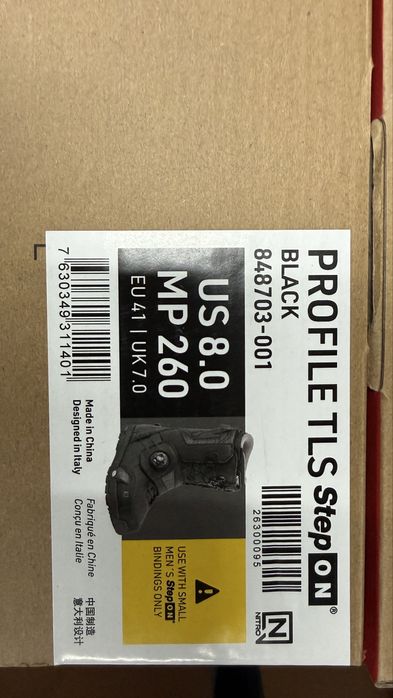 PROFILE TLS Step ON®
BLACK
848703-001
26300095
NITRO
US 8.0
MP 260
EU 41 | UK 7.0
USE WITH SMALL
MEN'S Step ON
BINDINGS ONLY
7 630349 311401
Made in China
Designed in Italy
Fabriqué en Chine
Conçu en Italie
中国制造
意大利设计